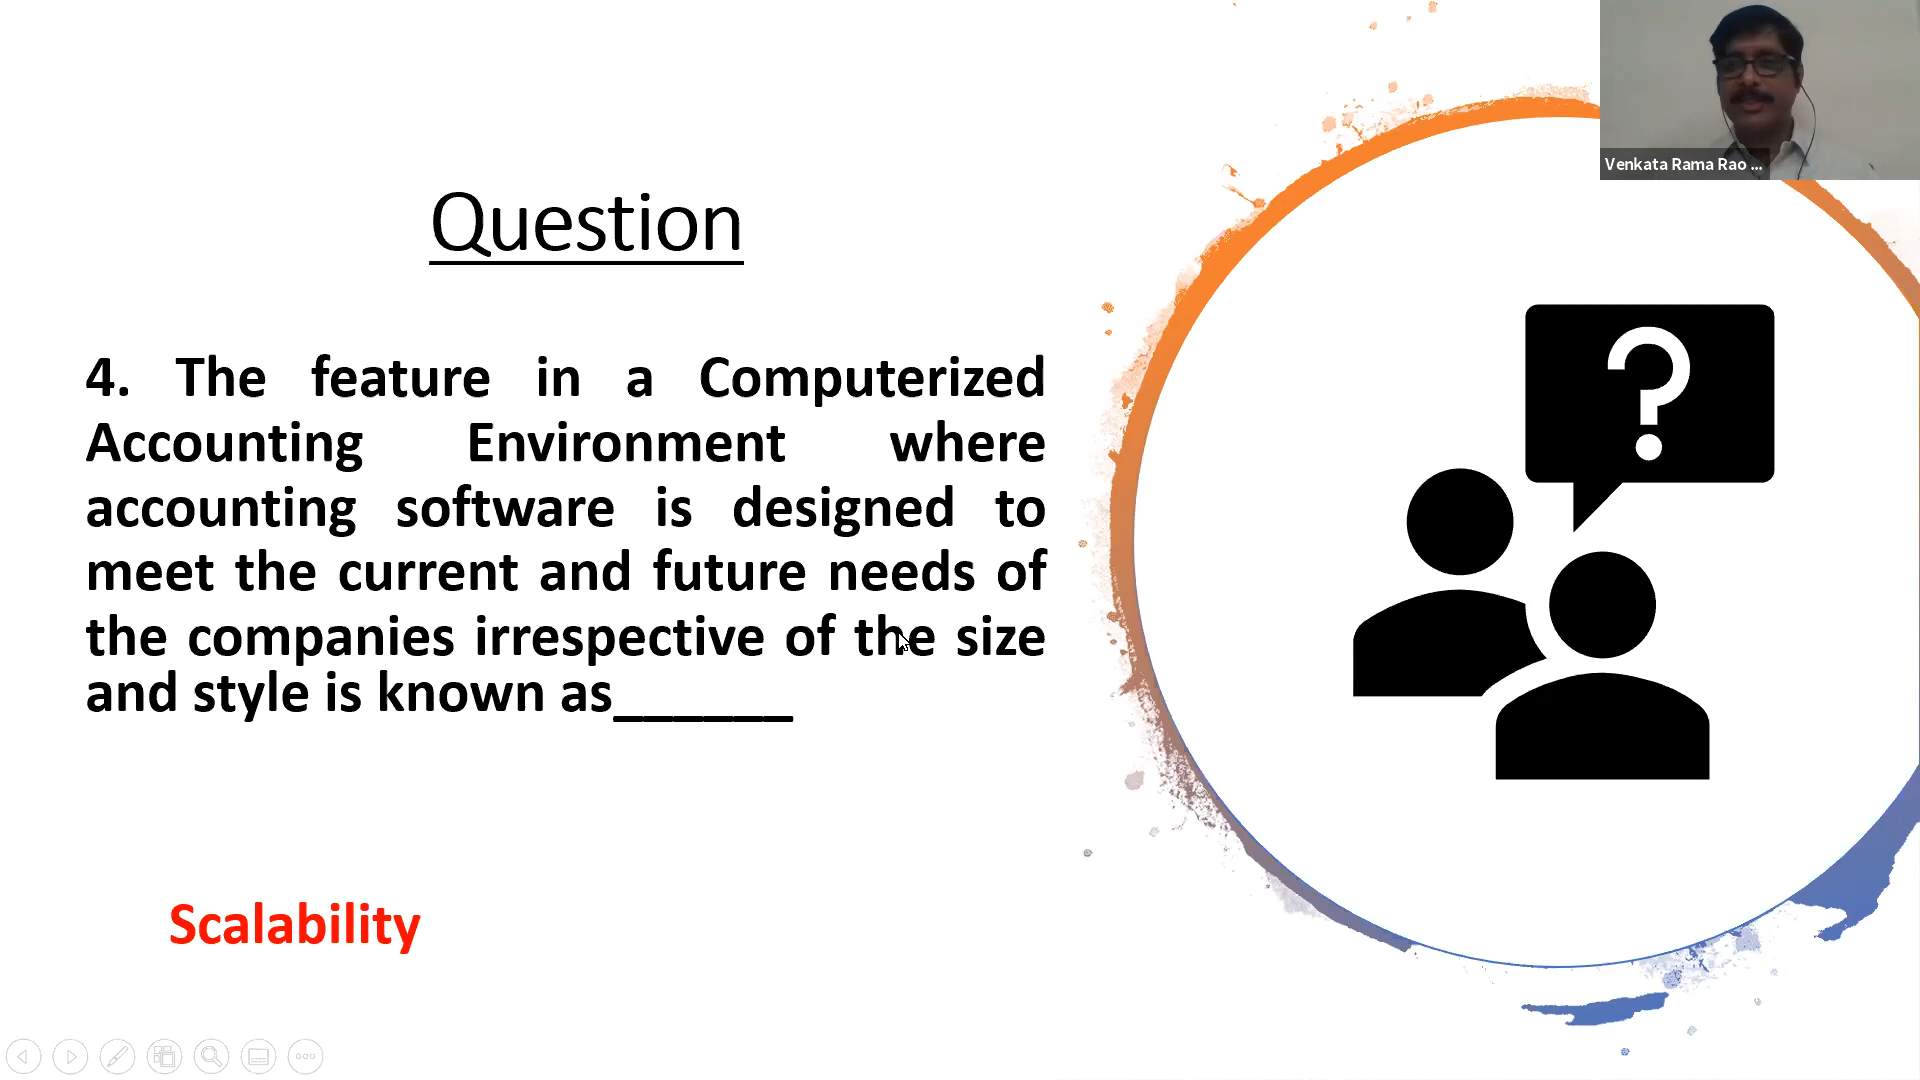 Venkata Rama Rao ...
Question
4. The feature in a Computerized
Accounting Environment where
accounting software is designed to
meet the current and future needs of
the companies irrespective of the size
and style is known as______
Scalability